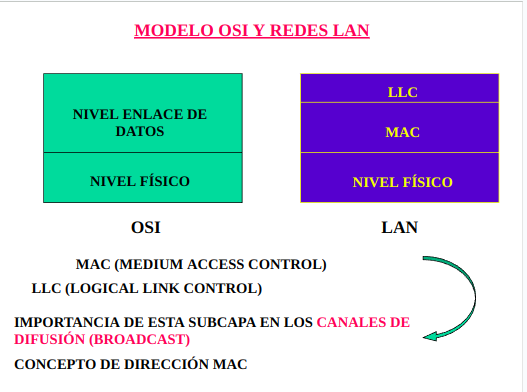 MODELO OSI Y REDES LAN
NIVEL ENLACE DE
DATOS
NIVEL FÍSICO
OSI
LLC
MAC
NIVEL FÍSICO
LAN
MAC (MEDIUM ACCESS CONTROL)
LLC (LOGICAL LINK CONTROL)
IMPORTANCIA DE ESTA SUBCAPA EN LOS CANALES DE
DIFUSIÓN (BROADCAST)
CONCEPTO DE DIRECCIÓN MAC